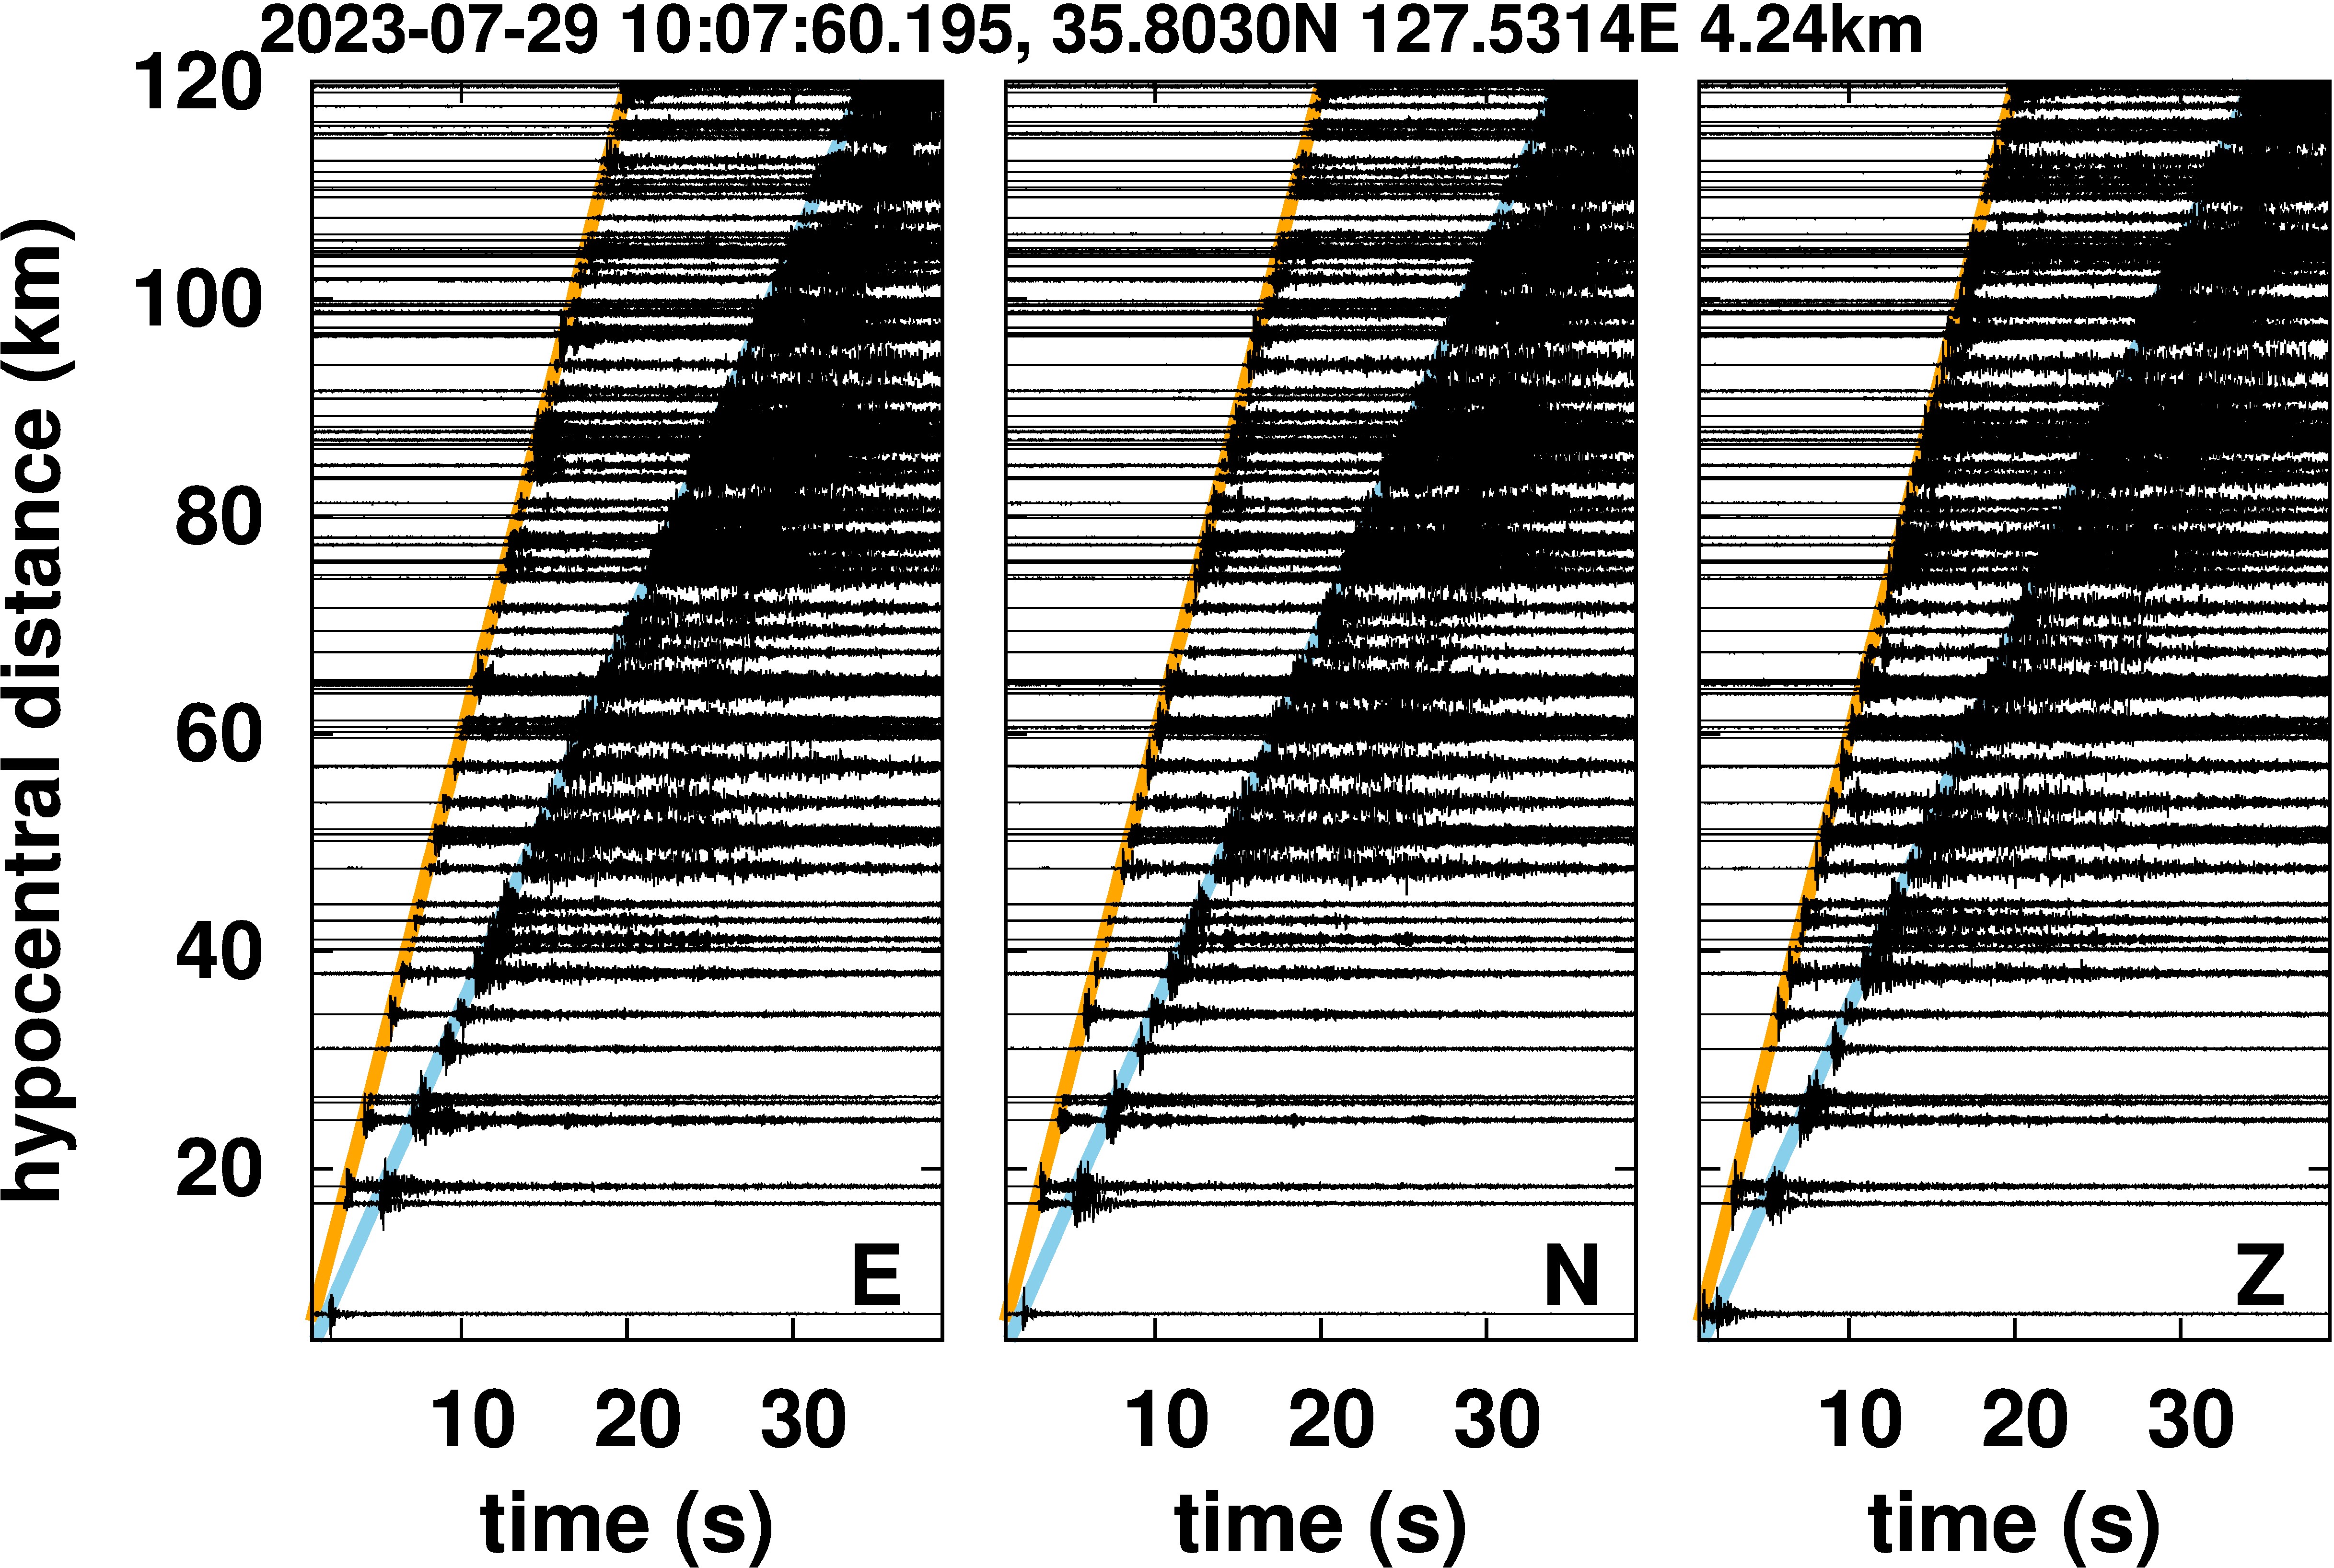 2023-07-29 10:07:60.195, 35.8030N 127.5314E 4.24km
hypocentral distance (km)
120
100
80
60
40
20
E
N
Z
10 20 30
10 20 30
10 20 30
time (s)
time (s)
time (s)